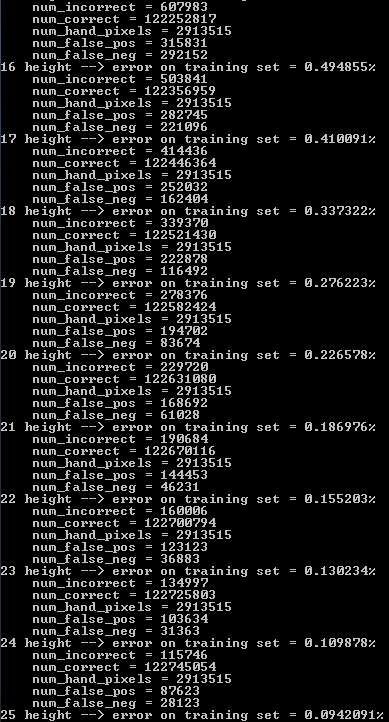 num_incorrect = 607983
num_correct = 122252817
num_hand_pixels = 2913515
num_false_pos = 315831
num_false_neg = 292152
16 height --> error on training set = 0.494855%
num_incorrect = 503841
num_correct = 122356959
num_hand_pixels = 2913515
num_false_pos = 282745
num_false_neg = 221096
17 height --> error on training set = 0.410091%
num_incorrect = 414436
num_correct = 122446364
num_hand_pixels = 2913515
num_false_pos = 252032
num_false_neg = 162404
18 height --> error on training set = 0.337322%
num_incorrect = 339370
num_correct = 122521430
num_hand_pixels = 2913515
num_false_pos = 222878
num_false_neg = 116492
19 height --> error on training set = 0.276223%
num_incorrect = 278376
num_correct = 122582424
num_hand_pixels = 2913515
num_false_pos = 194702
num_false_neg = 83674
20 height --> error on training set = 0.226578%
num_incorrect = 229720
num_correct = 122631080
num_hand_pixels = 2913515
num_false_pos = 168692
num_false_neg = 61028
21 height --> error on training set = 0.186976%
num_incorrect = 190684
num_correct = 122670116
num_hand_pixels = 2913515
num_false_pos = 144453
num_false_neg = 46231
22 height --> error on training set = 0.155203%
num_incorrect = 160006
num_correct = 122700794
num_hand_pixels = 2913515
num_false_pos = 123123
num_false_neg = 36883
23 height --> error on training set = 0.130234%
num_incorrect = 134997
num_correct = 122725803
num_hand_pixels = 2913515
num_false_pos = 103634
num_false_neg = 31363
24 height --> error on training set = 0.109878%
num_incorrect = 115746
num_correct = 122745054
num_hand_pixels = 2913515
num_false_pos = 87623
num_false_neg = 28123
25 height --> error on training set = 0.0942091%